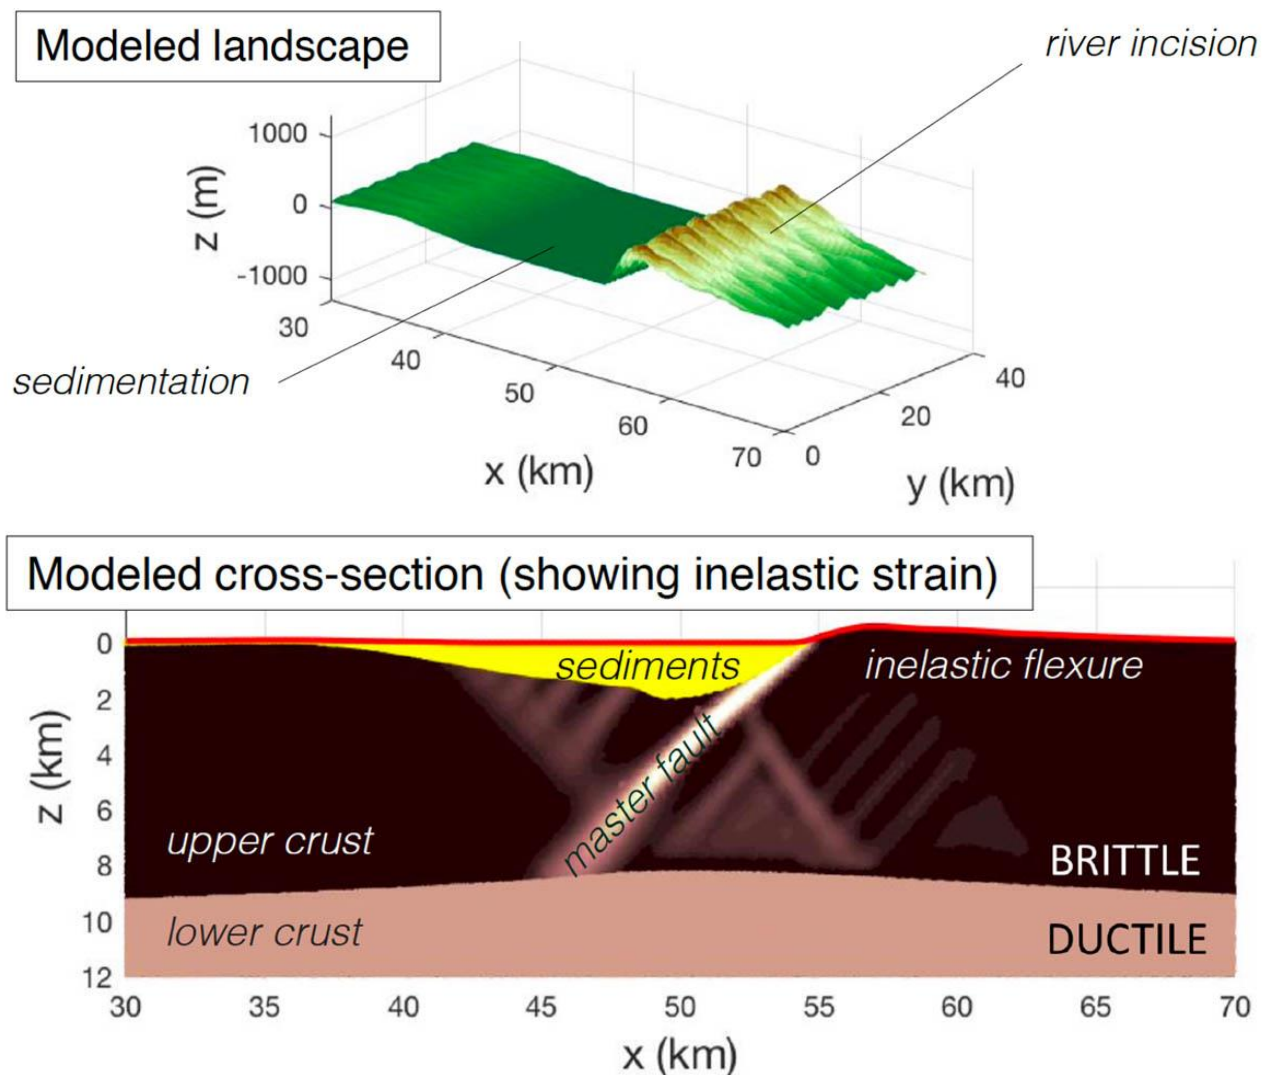 Modeled landscape
river incision
1000
0
-1000
z (m)
sedimentation
30
40
50
60
70
x (km)
0
20
40
y (km)
Modeled cross-section (showing inelastic strain)
0
2
4
6
8
10
12
z (km)
sediments
inelastic flexure
master fault
upper crust
BRITTLE
lower crust
DUCTILE
30
35
40
45
50
55
60
65
70
x (km)